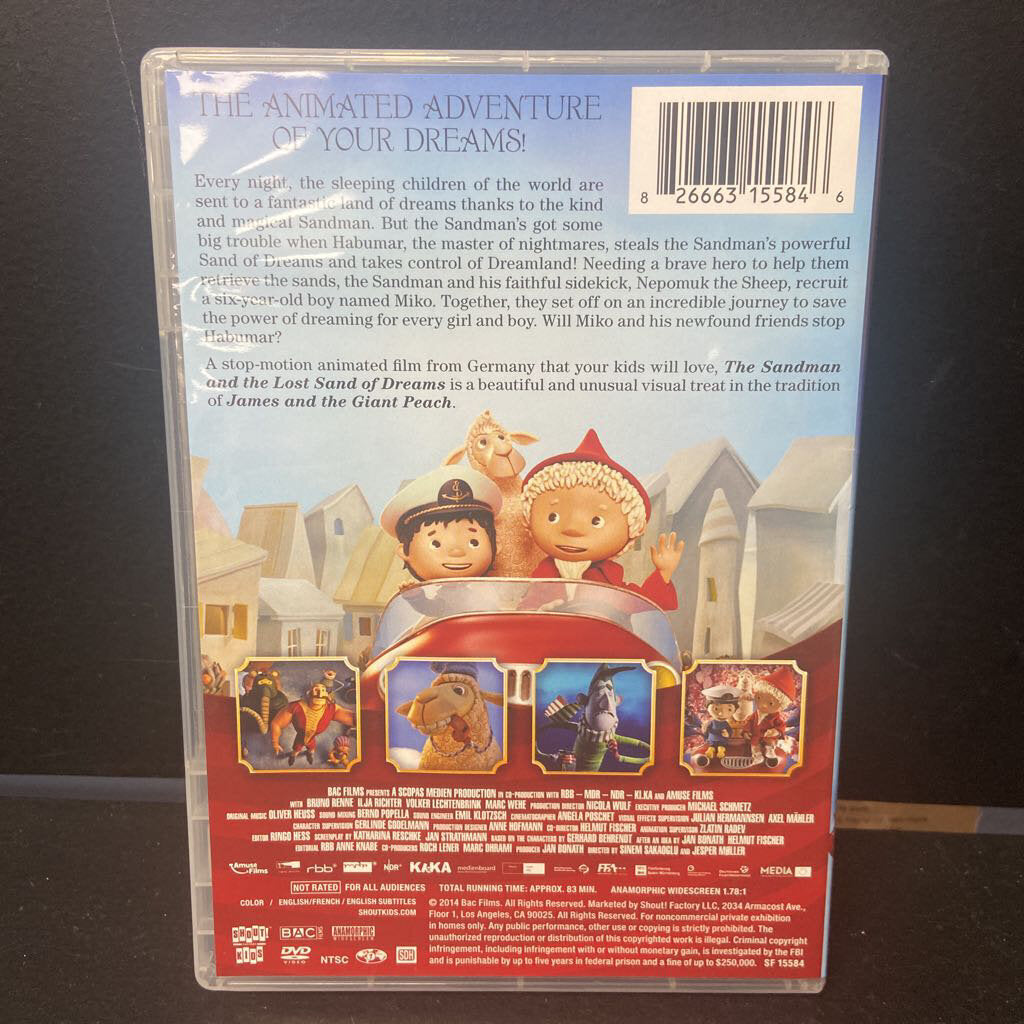 THE ANIMATED ADVENTURE
OF YOUR DREAMS!
8 26663 15584 6
Every night, the sleeping children of the world are
sent to a fantastic land of dreams thanks to the kind
and magical Sandman. But the Sandman's got some
big trouble when Habumar, the master of nightmares, steals the Sandman's powerful
Sand of Dreams and takes control of Dreamland! Needing a brave hero to help them
retrieve the sands, the Sandman and his faithful sidekick, Nepomuk the Sheep, recruit
a six-year-old boy named Miko. Together, they set off on an incredible journey to save
the power of dreaming for every girl and boy. Will Miko and his newfound friends stop
Habumar?
A stop-motion animated film from Germany that your kids will love, The Sandman
and the Lost Sand of Dreams is a beautiful and unusual visual treat in the tradition
of James and the Giant Peach.
BAC FILMS PRESENTS A SCOPAS MEDIEN PRODUCTION IN CO-PRODUCTION WITH RBB – MDR – NDR – KI.KA AND AMUSE FILMS
WITH BRUNO RENNE ILJA RICHTER VOLKER LECHTENBRINK MARC WEHE PRODUCTION DIRECTOR NICOLA WULF EXECUTIVE PRODUCER MICHAEL SCHMETZ
ORIGINAL MUSIC OLIVER HEUSS SOUND MIXING BERND POPELLA SOUND ENGINEER EMIL KLOTZSCH CINEMATOGRAPHER ANGELA POSCHET VISUAL EFFECTS SUPERVISION JULIAN HERMANNSEN AXEL MÄHLER
CHARACTER SUPERVISION GERLINDE GODELMANN PRODUCTION DESIGNER ANNE HOFMANN CO-DIRECTOR HELMUT FISCHER ANIMATION SUPERVISOR ZLATIN RADEV
EDITOR RINGO HESS SCREENPLAY BY KATHARINA RESCHKE JAN STRATHMANN BASED ON THE CHARACTERS BY GERHARD BEHRENDT AFTER AN IDEA BY JAN BONATH HELMUT FISCHER
EDITORIAL RBB ANNE KNABE CO-PRODUCERS ROCH LENER MARC DHRAMI PRODUCER JAN BONATH DIRECTED BY SINEM SAKAOGLU AND JESPER MØLLER
Amuse Films rbb NDR KI.KA medienboard FFA MEDIA
NOT RATED FOR ALL AUDIENCES TOTAL RUNNING TIME: APPROX. 83 MIN. ANAMORPHIC WIDESCREEN 1.78:1
COLOR / ENGLISH/FRENCH / ENGLISH SUBTITLES
SHOUTKIDS.COM
© 2014 Bac Films. All Rights Reserved. Marketed by Shout! Factory LLC, 2034 Armacost Ave.,
Floor 1, Los Angeles, CA 90025. All Rights Reserved. For noncommercial private exhibition
in homes only. Any public performance, other use or copying is strictly prohibited. The
unauthorized reproduction or distribution of this copyrighted work is illegal. Criminal copyright
infringement, including infringement with or without monetary gain, is investigated by the FBI
and is punishable by up to five years in federal prison and a fine of up to $250,000. SF 15584
SHOUT! KIDS BAC FILMS ANAMORPHIC WIDESCREEN
DVD VIDEO NTSC SDH